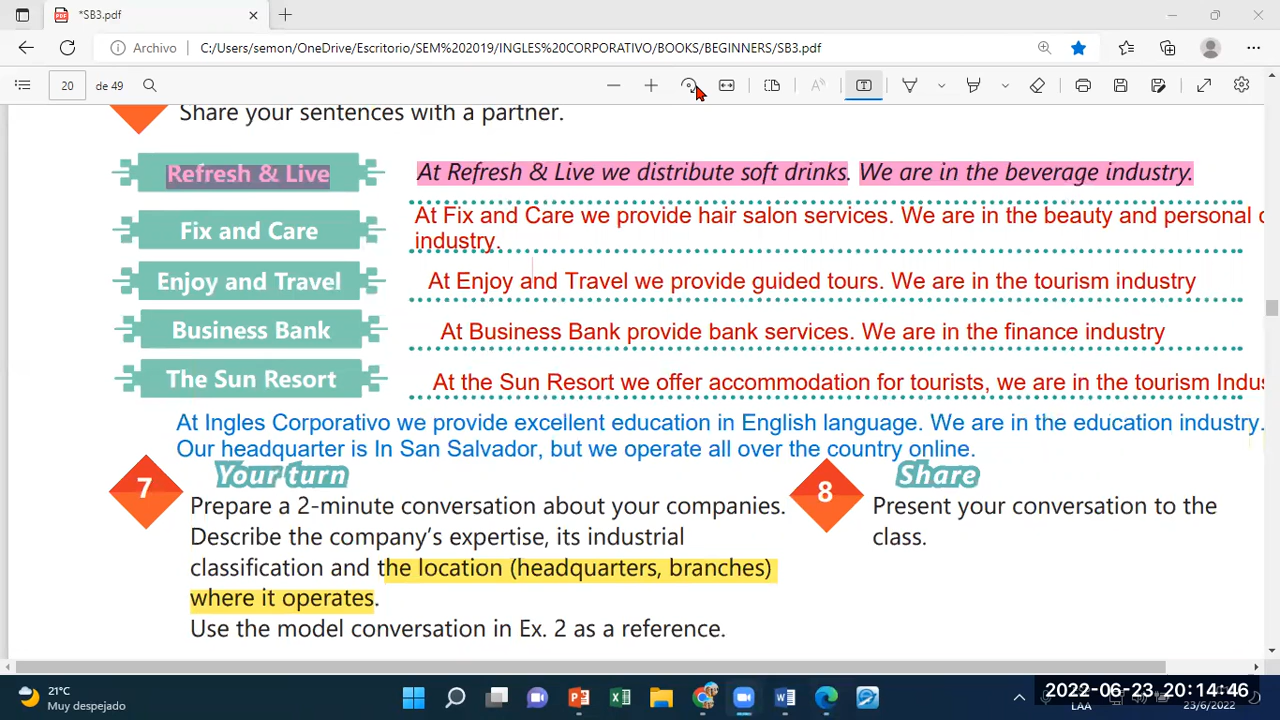 *SB3.pdf
Archivo C:/Users/semon/OneDrive/Escritorio/SEM%202019/INGLES%20CORPORATIVO/BOOKS/BEGINNERS/SB3.pdf
20 de 49
Share your sentences with a partner.
Refresh & Live At Refresh & Live we distribute soft drinks. We are in the beverage industry.
At Fix and Care we provide hair salon services. We are in the beauty and personal
Fix and Care
industry.
Enjoy and Travel At Enjoy and Travel we provide guided tours. We are in the tourism industry
Business Bank At Business Bank provide bank services. We are in the finance industry
The Sun Resort At the Sun Resort we offer accommodation for tourists, we are in the tourism Indus
At Ingles Corporativo we provide excellent education in English language. We are in the education industry.
Our headquarter is In San Salvador, but we operate all over the country online.
7 Your turn
Prepare a 2-minute conversation about your companies.
Describe the company's expertise, its industrial
classification and the location (headquarters, branches)
where it operates.
Use the model conversation in Ex. 2 as a reference.
8 Share
Present your conversation to the
class.
21°C
Muy despejado
2022-06-23 20:14:46
LAA 23/6/2022